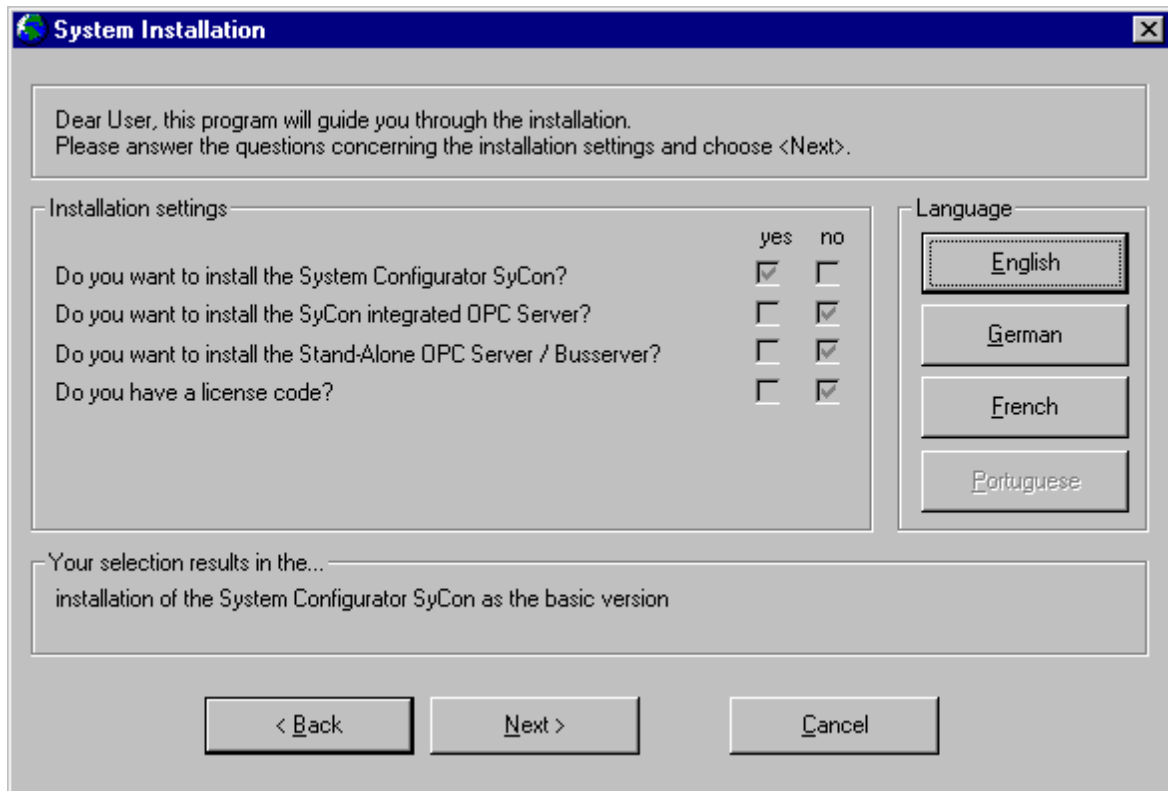 System Installation
Dear User, this program will guide you through the installation.
Please answer the questions concerning the installation settings and choose <Next>.
Installation settings
yes no
Do you want to install the System Configurator SyCon?
Do you want to install the SyCon integrated OPC Server?
Do you want to install the Stand-Alone OPC Server / Busserver?
Do you have a license code?
Language
English
German
French
Portuguese
Your selection results in the...
installation of the System Configurator SyCon as the basic version
< Back
Next >
Cancel